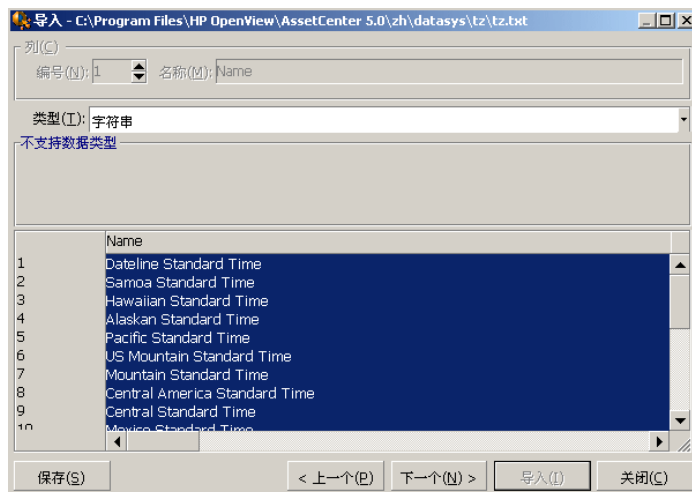 导入 - C:\Program Files\HP OpenView\AssetCenter 5.0\zh\datasys\tz\tz.txt
列(C)
编号(N): 1 名称(M): Name
类型(T): 字符串
不支持数据类型
Name
1 Dateline Standard Time
2 Samoa Standard Time
3 Hawaiian Standard Time
4 Alaskan Standard Time
5 Pacific Standard Time
6 US Mountain Standard Time
7 Mountain Standard Time
8 Central America Standard Time
9 Central Standard Time
10 Mexico Standard Time
保存(S) < 上一个(P) 下一个(N) > 导入(I) 关闭(C)